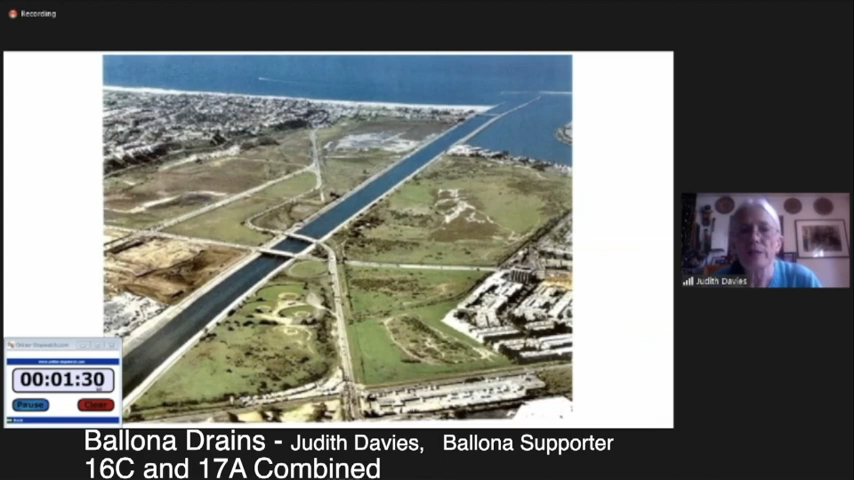 Recording
Judith Davies
00:01:30
Pause
Clear
Ballona Drains - Judith Davies, Ballona Supporter
16C and 17A Combined